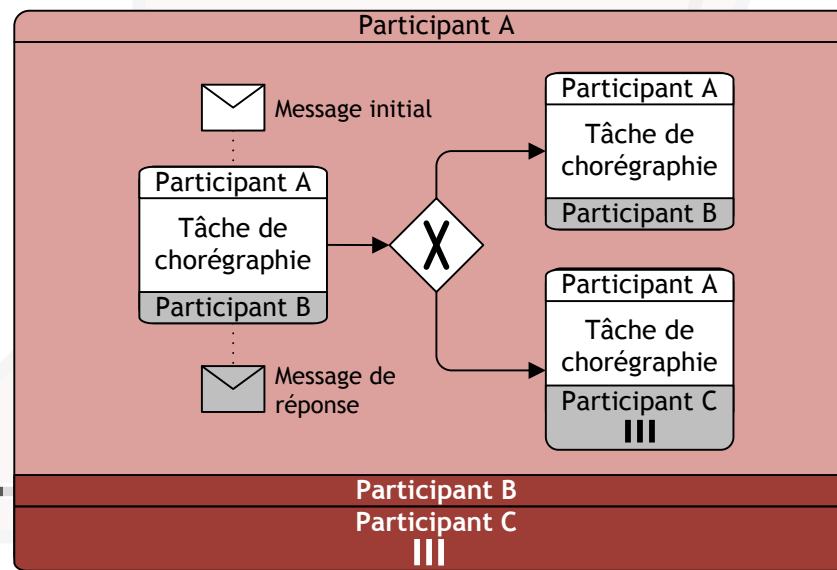 Participant A
Message initial
Participant A
Tâche de
chorégraphie
Participant B
Message de
réponse
Participant A
Tâche de
chorégraphie
Participant B
Participant A
Tâche de
chorégraphie
Participant C
Participant B
Participant C